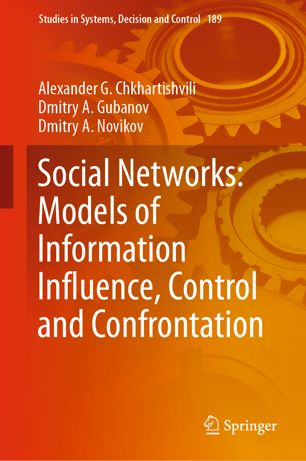 Studies in Systems, Decision and Control 189
Alexander G. Chkhartishvili
Dmitry A. Gubanov
Dmitry A. Novikov
Social Networks:
Models of
Information
Influence, Control
and Confrontation
Springer